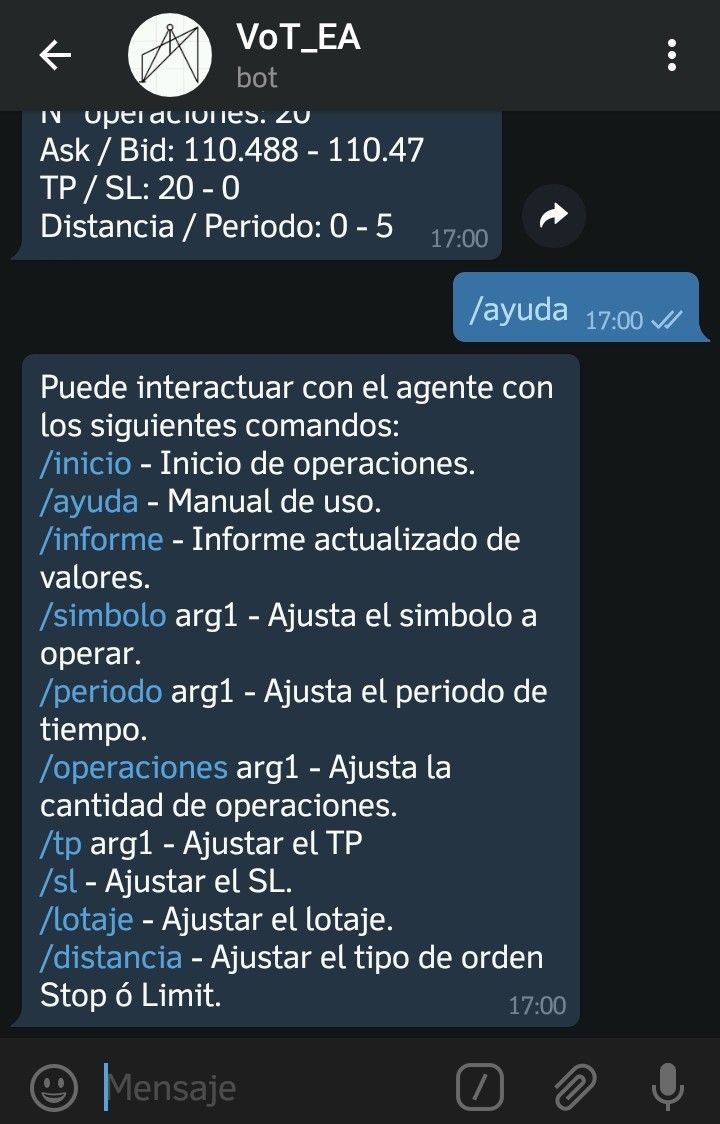 VoT_EA
bot
N° operaciones: 20
Ask / Bid: 110.488 - 110.47
TP / SL: 20 - 0
Distancia / Periodo: 0 - 5
17:00
/ayuda
17:00
Puede interactuar con el agente con
los siguientes comandos:
/inicio - Inicio de operaciones.
/ayuda - Manual de uso.
/informe - Informe actualizado de
valores.
/simbolo arg1 - Ajusta el simbolo a
operar.
/periodo arg1 - Ajusta el periodo de
tiempo.
/operaciones arg1 - Ajusta la
cantidad de operaciones.
/tp arg1 - Ajustar el TP
/sl - Ajustar el SL.
/lotaje - Ajustar el lotaje.
/distancia - Ajustar el tipo de orden
Stop ó Limit.
17:00
Mensaje